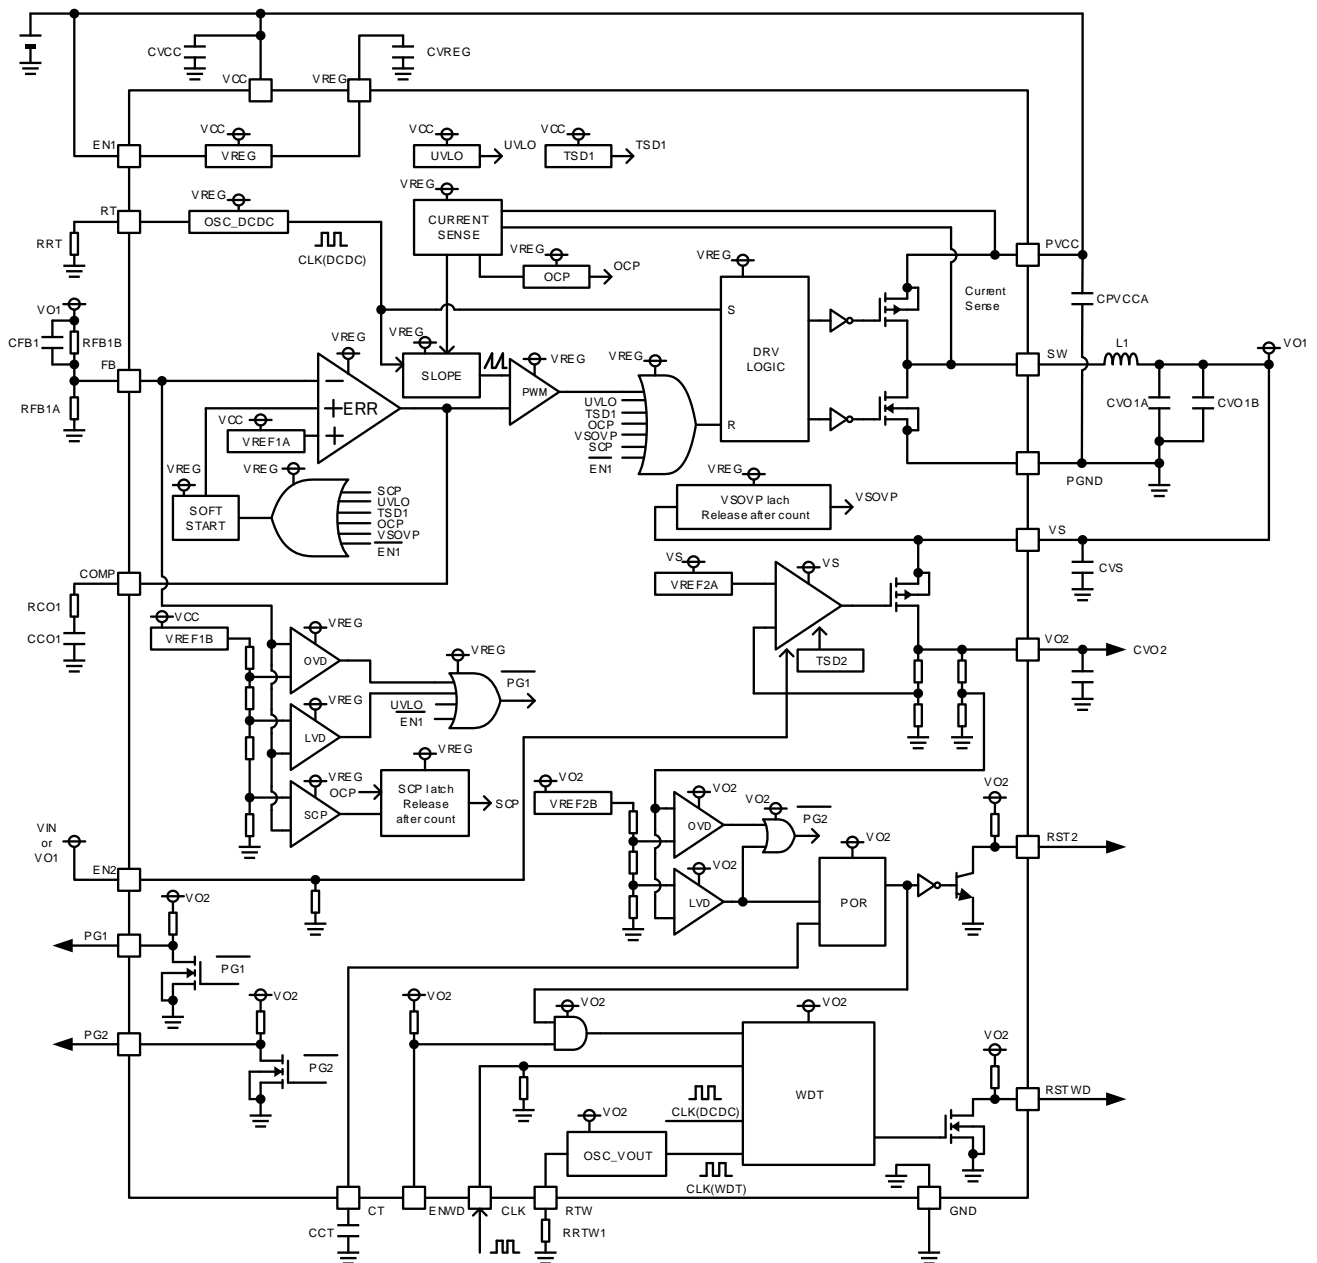 CVCC
CVREG
VCC
VREG
EN1
VCC
VREG
VCC
UVLO
UVLO
VCC
TSD1
TSD1
RT
VREG
OSC_DCDC
CLK(DCDC)
RRT
VREG
CURRENT
SENSE
VREG
OCP
OCP
VREG
DRV
LOGIC
S
R
PVCC
Current
Sense
CPVCCA
VO1
CFB1
RFB1B
FB
RFB1A
VREG
ERR
VCC
VREF1A
VREG
SLOPE
VREG
PWM
VREG
UVLO
TSD1
OCP
VSOVP
SCP
EN1
SW
L1
VO1
CVO1A
CVO1B
PGND
VREG
SOFT
START
VREG
SCP
UVLO
TSD1
OCP
VSOVP
EN1
VREG
VSOVP lach
Release after count
VSOVP
VS
CVS
COMP
RCO1
CCO1
VS
VREF2A
VS
TSD2
VO2
CVO2
VCC
VREF1B
VREG
OVD
VREG
LVD
VREG
PG1
UVLO
EN1
VREG
SCP
OCP
VREG
SCP latch
Release
after count
SCP
VO2
VREF2B
VO2
OVD
VO2
PG2
VO2
LVD
VO2
POR
VO2
RST2
VIN
or
VO1
EN2
VO2
PG1
PG1
VO2
PG2
PG2
VO2
VO2
VO2
WDT
CLK(DCDC)
VO2
OSC_VOUT
CLK(WDT)
VO2
RSTWD
CT
ENWD
CLK
RTW
GND
CCT
RRTW1